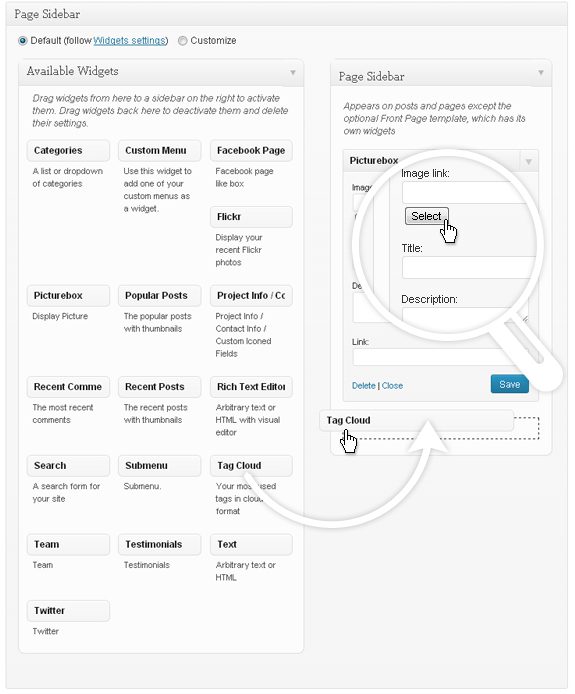 Page Sidebar
Default (follow Widgets settings) Customize
Available Widgets
Drag widgets from here to a sidebar on the right to activate
them. Drag widgets back here to deactivate them and delete
their settings.
Categories
A list or dropdown
of categories
Custom Menu
Use this widget to
add one of your
custom menus as
a widget.
Facebook Page
Facebook page
like box
Flickr
Display your
recent Flickr
photos
Picturebox
Display Picture
Popular Posts
The popular posts
with thumbnails
Project Info / Co
Project Info /
Contact Info /
Custom Iconed
Fields
Recent Comme
The most recent
comments
Recent Posts
The recent posts
with thumbnails
Rich Text Editor
Arbitrary text or
HTML with visual
editor
Search
A search form for
your site
Submenu
Submenu.
Tag Cloud
Your most used
tags in cloud
format
Team
Team
Testimonials
Testimonials
Text
Arbitrary text or
HTML
Twitter
Twitter
Page Sidebar
Appears on posts and pages except the
optional Front Page template, which has its
own widgets
Picturebox
Image
Image link:
Select
Title:
De
Description:
Link:
Delete | Close
Save
Tag Cloud